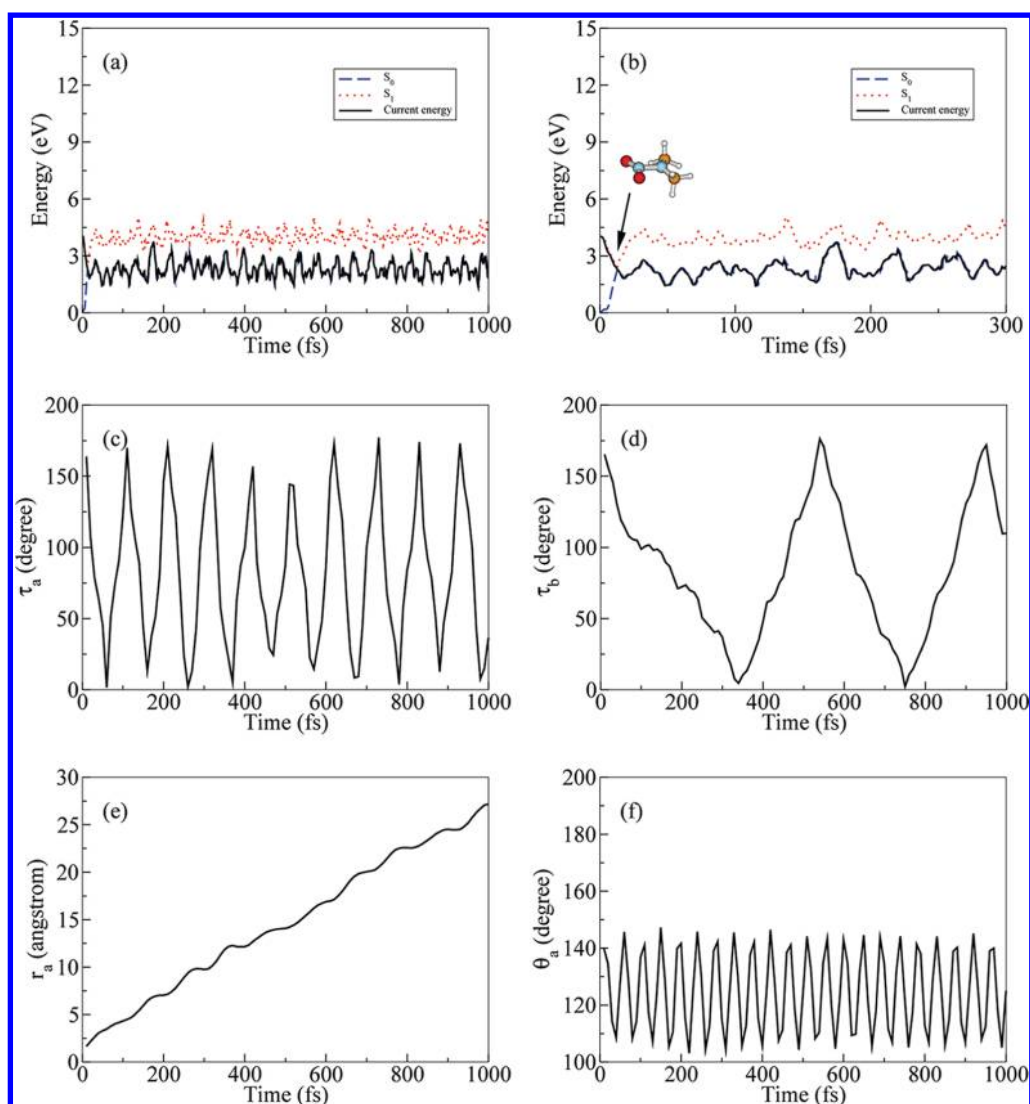 15
12
9
6
3
0
Energy (eV)
(a)
S0
S1
Current energy
0 200 400 600 800 1000
Time (fs)
15
12
9
6
3
0
Energy (eV)
(b)
S0
S1
Current energy
0 100 200 300
Time (fs)
200
150
100
50
0
τa (degree)
(c)
0 200 400 600 800 1000
Time (fs)
200
150
100
50
0
τb (degree)
(d)
0 200 400 600 800 1000
Time (fs)
30
25
20
15
10
5
0
ra (angstrom)
(e)
0 200 400 600 800 1000
Time (fs)
200
180
160
140
120
100
θa (degree)
(f)
0 200 400 600 800 1000
Time (fs)